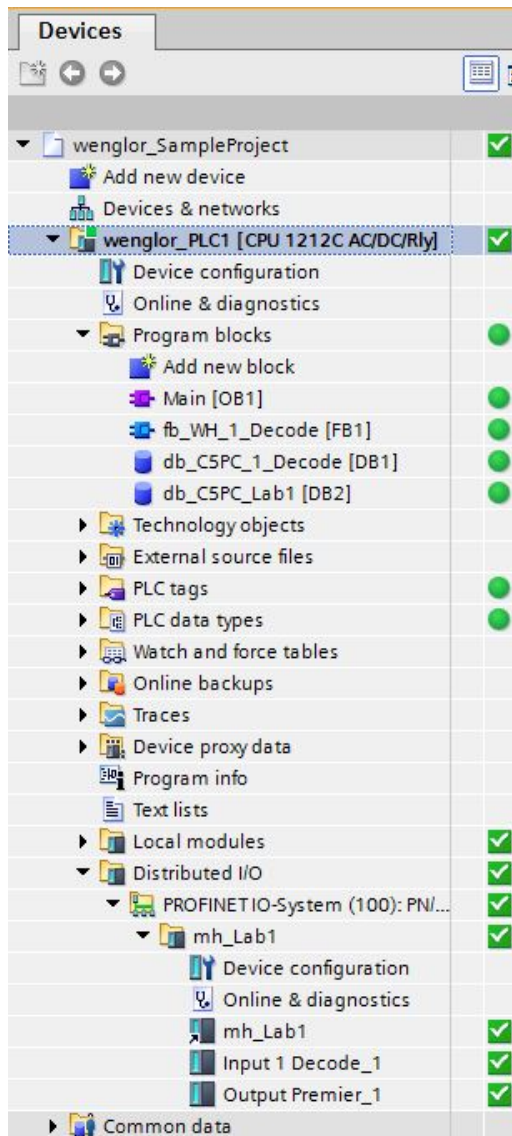 Devices
wenglor_SampleProject
Add new device
Devices & networks
wenglor_PLC1 [CPU 1212C AC/DC/Rly]
Device configuration
Online & diagnostics
Program blocks
Add new block
Main [OB1]
fb_WH_1_Decode [FB1]
db_C5PC_1_Decode [DB1]
db_C5PC_Lab1 [DB2]
Technology objects
External source files
PLC tags
PLC data types
Watch and force tables
Online backups
Traces
Device proxy data
Program info
Text lists
Local modules
Distributed I/O
PROFINET IO-System (100): PN/...
mh_Lab1
Device configuration
Online & diagnostics
mh_Lab1
Input 1 Decode_1
Output Premier_1
Common data